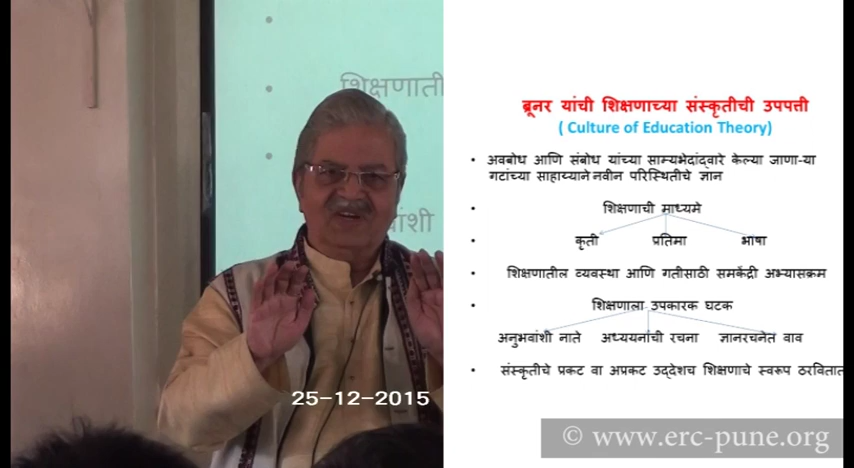 शिक्षणाती
वांशी
25-12-2015
ब्रूनर यांची शिक्षणाच्या संस्कृतीची उपपत्ती
( Culture of Education Theory)
• अवबोध आणि संबोध यांच्या साम्यभेदांद्वारे केल्या जाणा-या
गटांच्या साहाय्याने नवीन परिस्थितीचे ज्ञान
• शिक्षणाची माध्यमे
• कृती प्रतिमा भाषा
• शिक्षणातील व्यवस्था आणि गतीसाठी समकेंद्री अभ्यासक्रम
• शिक्षणाला उपकारक घटक
अनुभवांशी नाते अध्ययनांची रचना ज्ञानरचनेत वाव
• संस्कृतीचे प्रकट वा अप्रकट उद्देशच शिक्षणाचे स्वरूप ठरवितात
© www.erc-pune.org